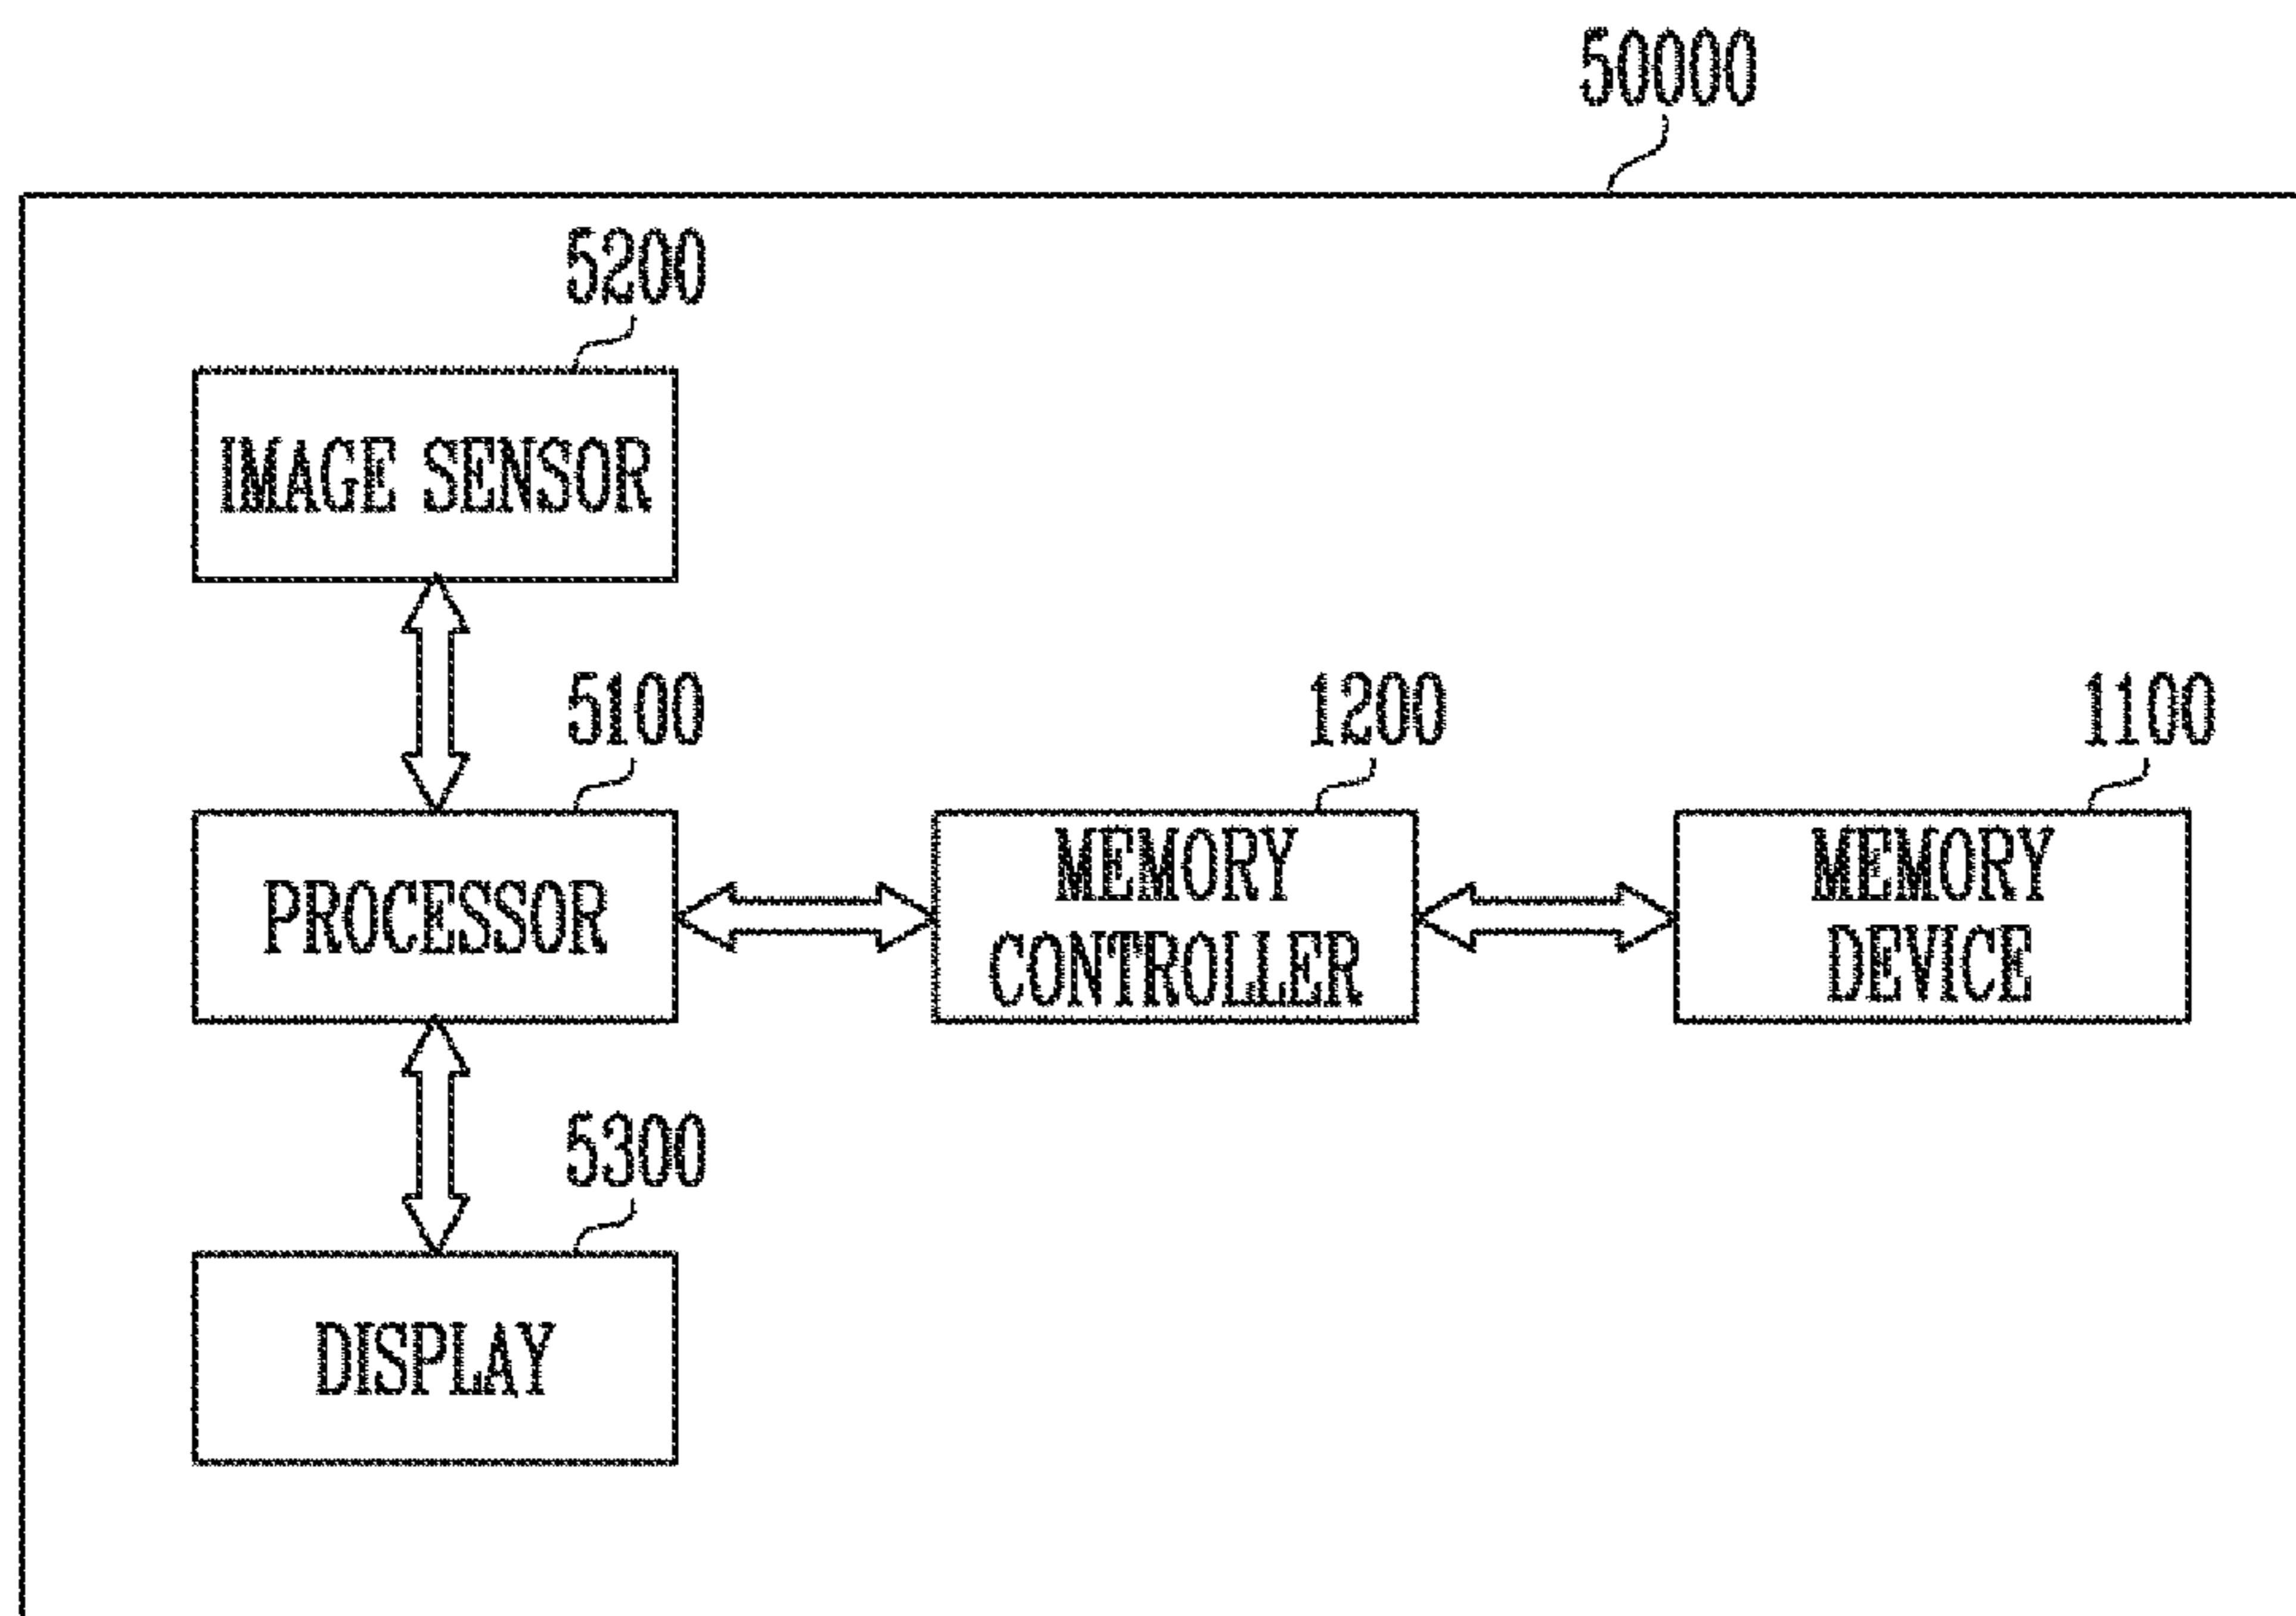 50000
5200
IMAGE SENSOR
5100
PROCESSOR
1200
MEMORY
CONTROLLER
1100
MEMORY
DEVICE
5300
DISPLAY